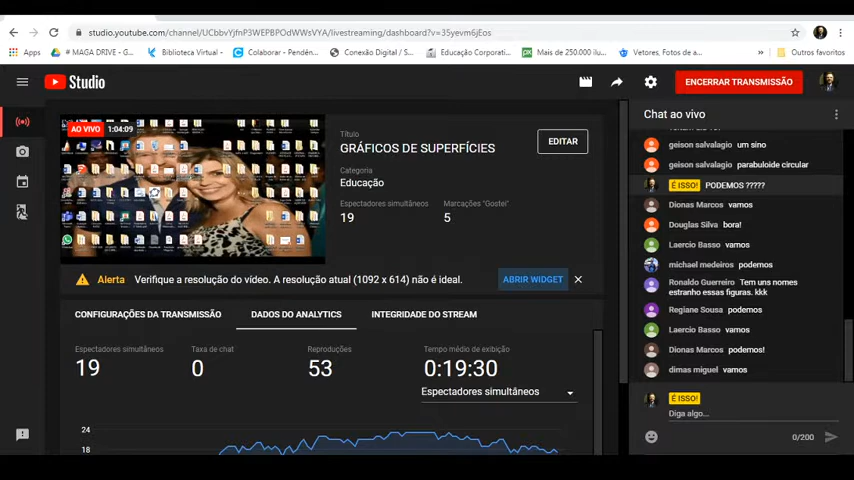 studio.youtube.com/channel/UCbbvYjfnP3WEPBPOdWWsVYA/livestreaming/dashboard?v=35yevm6jEos
Apps
# MAGA DRIVE - G...
Biblioteca Virtual -
Colaborar - Pendên...
Conexão Digital / S...
Educação Corporati...
Mais de 250.000 ilu...
Vetores, Fotos de a...
»
Outros favoritos
Studio
ENCERRAR TRANSMISSÃO
AO VIVO 1:04:09
Título
GRÁFICOS DE SUPERFÍCIES
EDITAR
Categoria
Educação
Espectadores simultâneos
19
Marcações "Gostei"
5
Alerta Verifique a resolução do vídeo. A resolução atual (1092 x 614) não é ideal.
ABRIR WIDGET
CONFIGURAÇÕES DA TRANSMISSÃO
DADOS DO ANALYTICS
INTEGRIDADE DO STREAM
Espectadores simultâneos
19
Taxa de chat
0
Reproduções
53
Tempo médio de exibição
0:19:30
Espectadores simultâneos
24
18
Chat ao vivo
geison salvalagio um sino
geison salvalagio parabuloide circular
É ISSO! PODEMOS ?????
Dionas Marcos vamos
Douglas Silva bora!
Laercio Basso vamos
michael medeiros podemos
Ronaldo Guerreiro Tem uns nomes
estranho essas figuras. kkk
Regiane Sousa podemos
Laercio Basso vamos
Dionas Marcos podemos!
dimas miguel vamos
É ISSO!
Diga algo...
0/200